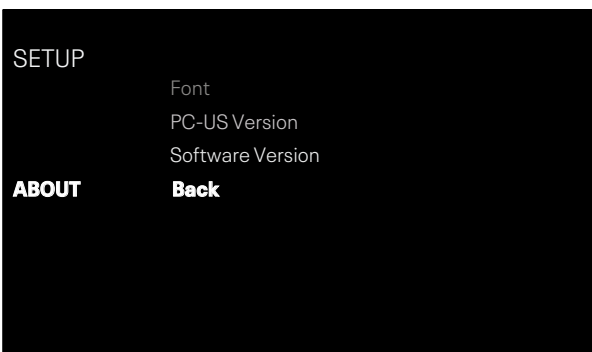 SETUP
Font
PC-US Version
Software Version
ABOUT Back